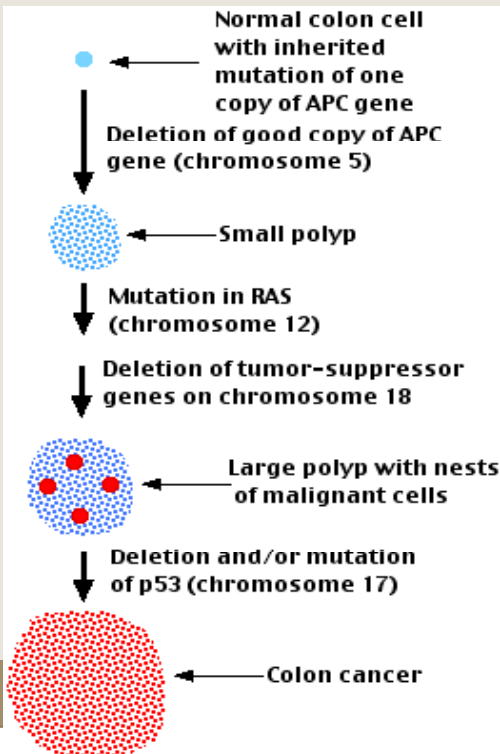 Normal colon cell
with inherited
mutation of one
copy of APC gene
Deletion of good copy of APC
gene (chromosome 5)
Small polyp
Mutation in RAS
(chromosome 12)
Deletion of tumor-suppressor
genes on chromosome 18
Large polyp with nests
of malignant cells
Deletion and/or mutation
of p53 (chromosome 17)
Colon cancer